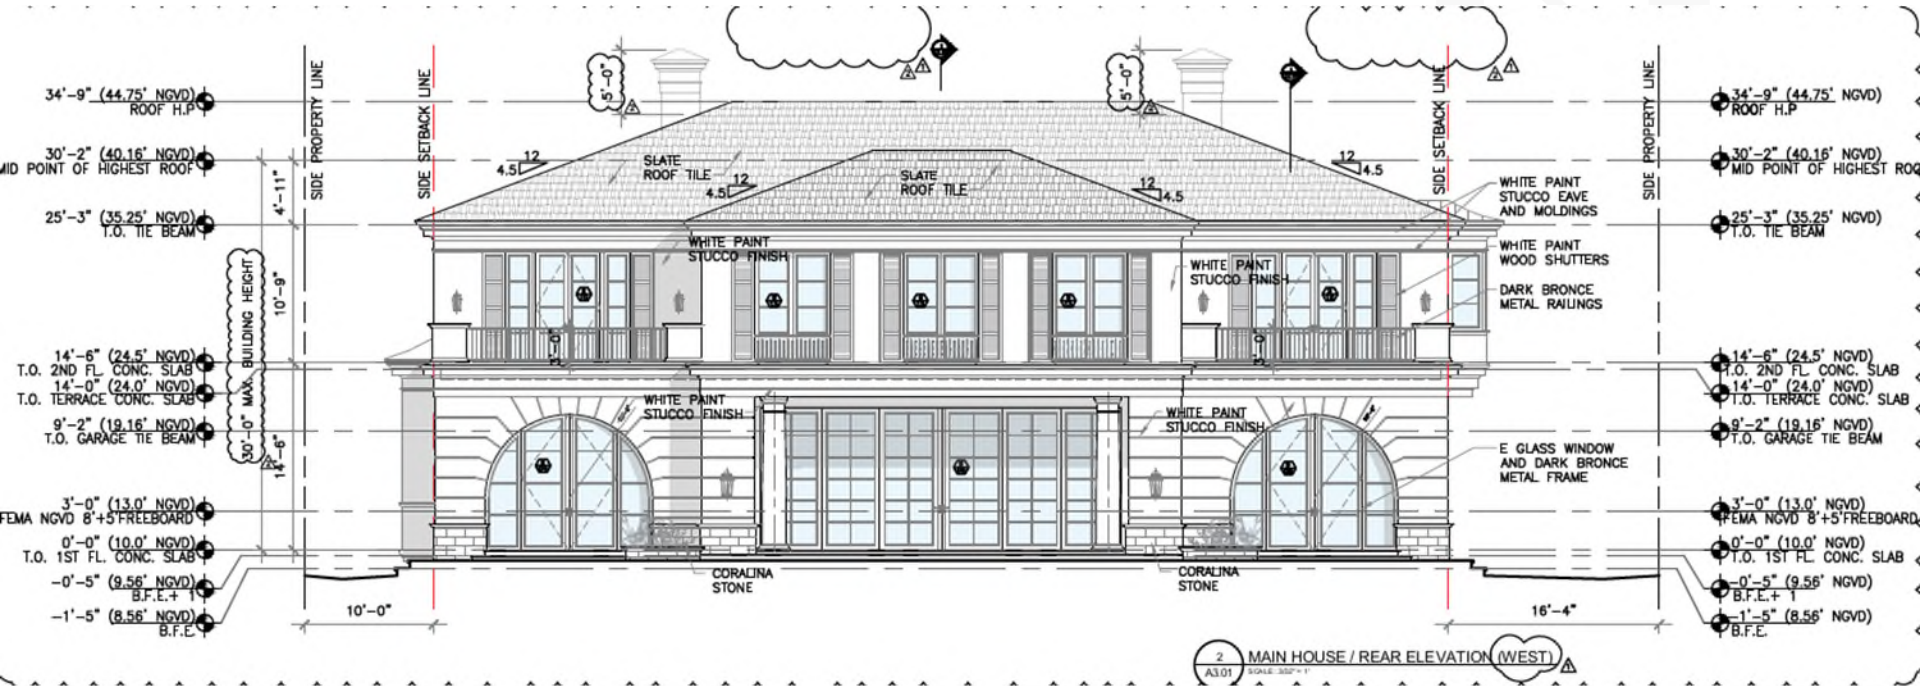 34'-9" (44.75' NGVD)
ROOF H.P
30'-2" (40.16' NGVD)
MID POINT OF HIGHEST ROOF
25'-3" (35.25' NGVD)
T.O. TIE BEAM
14'-6" (24.5' NGVD)
T.O. 2ND FL. CONC. SLAB
14'-0" (24.0' NGVD)
T.O. TERRACE CONC. SLAB
9'-2" (19.16' NGVD)
T.O. GARAGE TIE BEAM
3'-0" (13.0' NGVD)
FEMA NGVD 8'+5'FREEBOARD
0'-0" (10.0' NGVD)
T.O. 1ST FL. CONC. SLAB
-0'-5" (9.56' NGVD)
B.F.E.+ 1
-1'-5" (8.56' NGVD)
B.F.E.
30'-0" MAX. BUILDING HEIGHT
4'-11"
10'-9"
14'-6"
SIDE PROPERTY LINE
SIDE SETBACK LINE
10'-0"
5'-0"
5'-0"
12
4.5
SLATE
ROOF TILE
12
4.5
SLATE
ROOF TILE
12
4.5
12
4.5
WHITE PAINT
STUCCO FINISH
WHITE PAINT
STUCCO FINISH
3'-0"
3'-0"
WHITE PAINT
STUCCO FINISH
WHITE PAINT
STUCCO FINISH
CORALINA
STONE
CORALINA
STONE
SIDE SETBACK LINE
SIDE PROPERTY LINE
WHITE PAINT
STUCCO EAVE
AND MOLDINGS
WHITE PAINT
WOOD SHUTTERS
DARK BRONCE
METAL RAILINGS
E GLASS WINDOW
AND DARK BRONCE
METAL FRAME
16'-4"
34'-9" (44.75' NGVD)
ROOF H.P
30'-2" (40.16' NGVD)
MID POINT OF HIGHEST ROO
25'-3" (35.25' NGVD)
T.O. TIE BEAM
14'-6" (24.5' NGVD)
T.O. 2ND FL. CONC. SLAB
14'-0" (24.0' NGVD)
T.O. TERRACE CONC. SLAB
9'-2" (19.16' NGVD)
T.O. GARAGE TIE BEAM
3'-0" (13.0' NGVD)
FEMA NGVD 8'+5'FREEBOARD
0'-0" (10.0' NGVD)
T.O. 1ST FL. CONC. SLAB
-0'-5" (9.56' NGVD)
B.F.E.+ 1
-1'-5" (8.56' NGVD)
B.F.E.
2
A3.01
MAIN HOUSE / REAR ELEVATION (WEST)